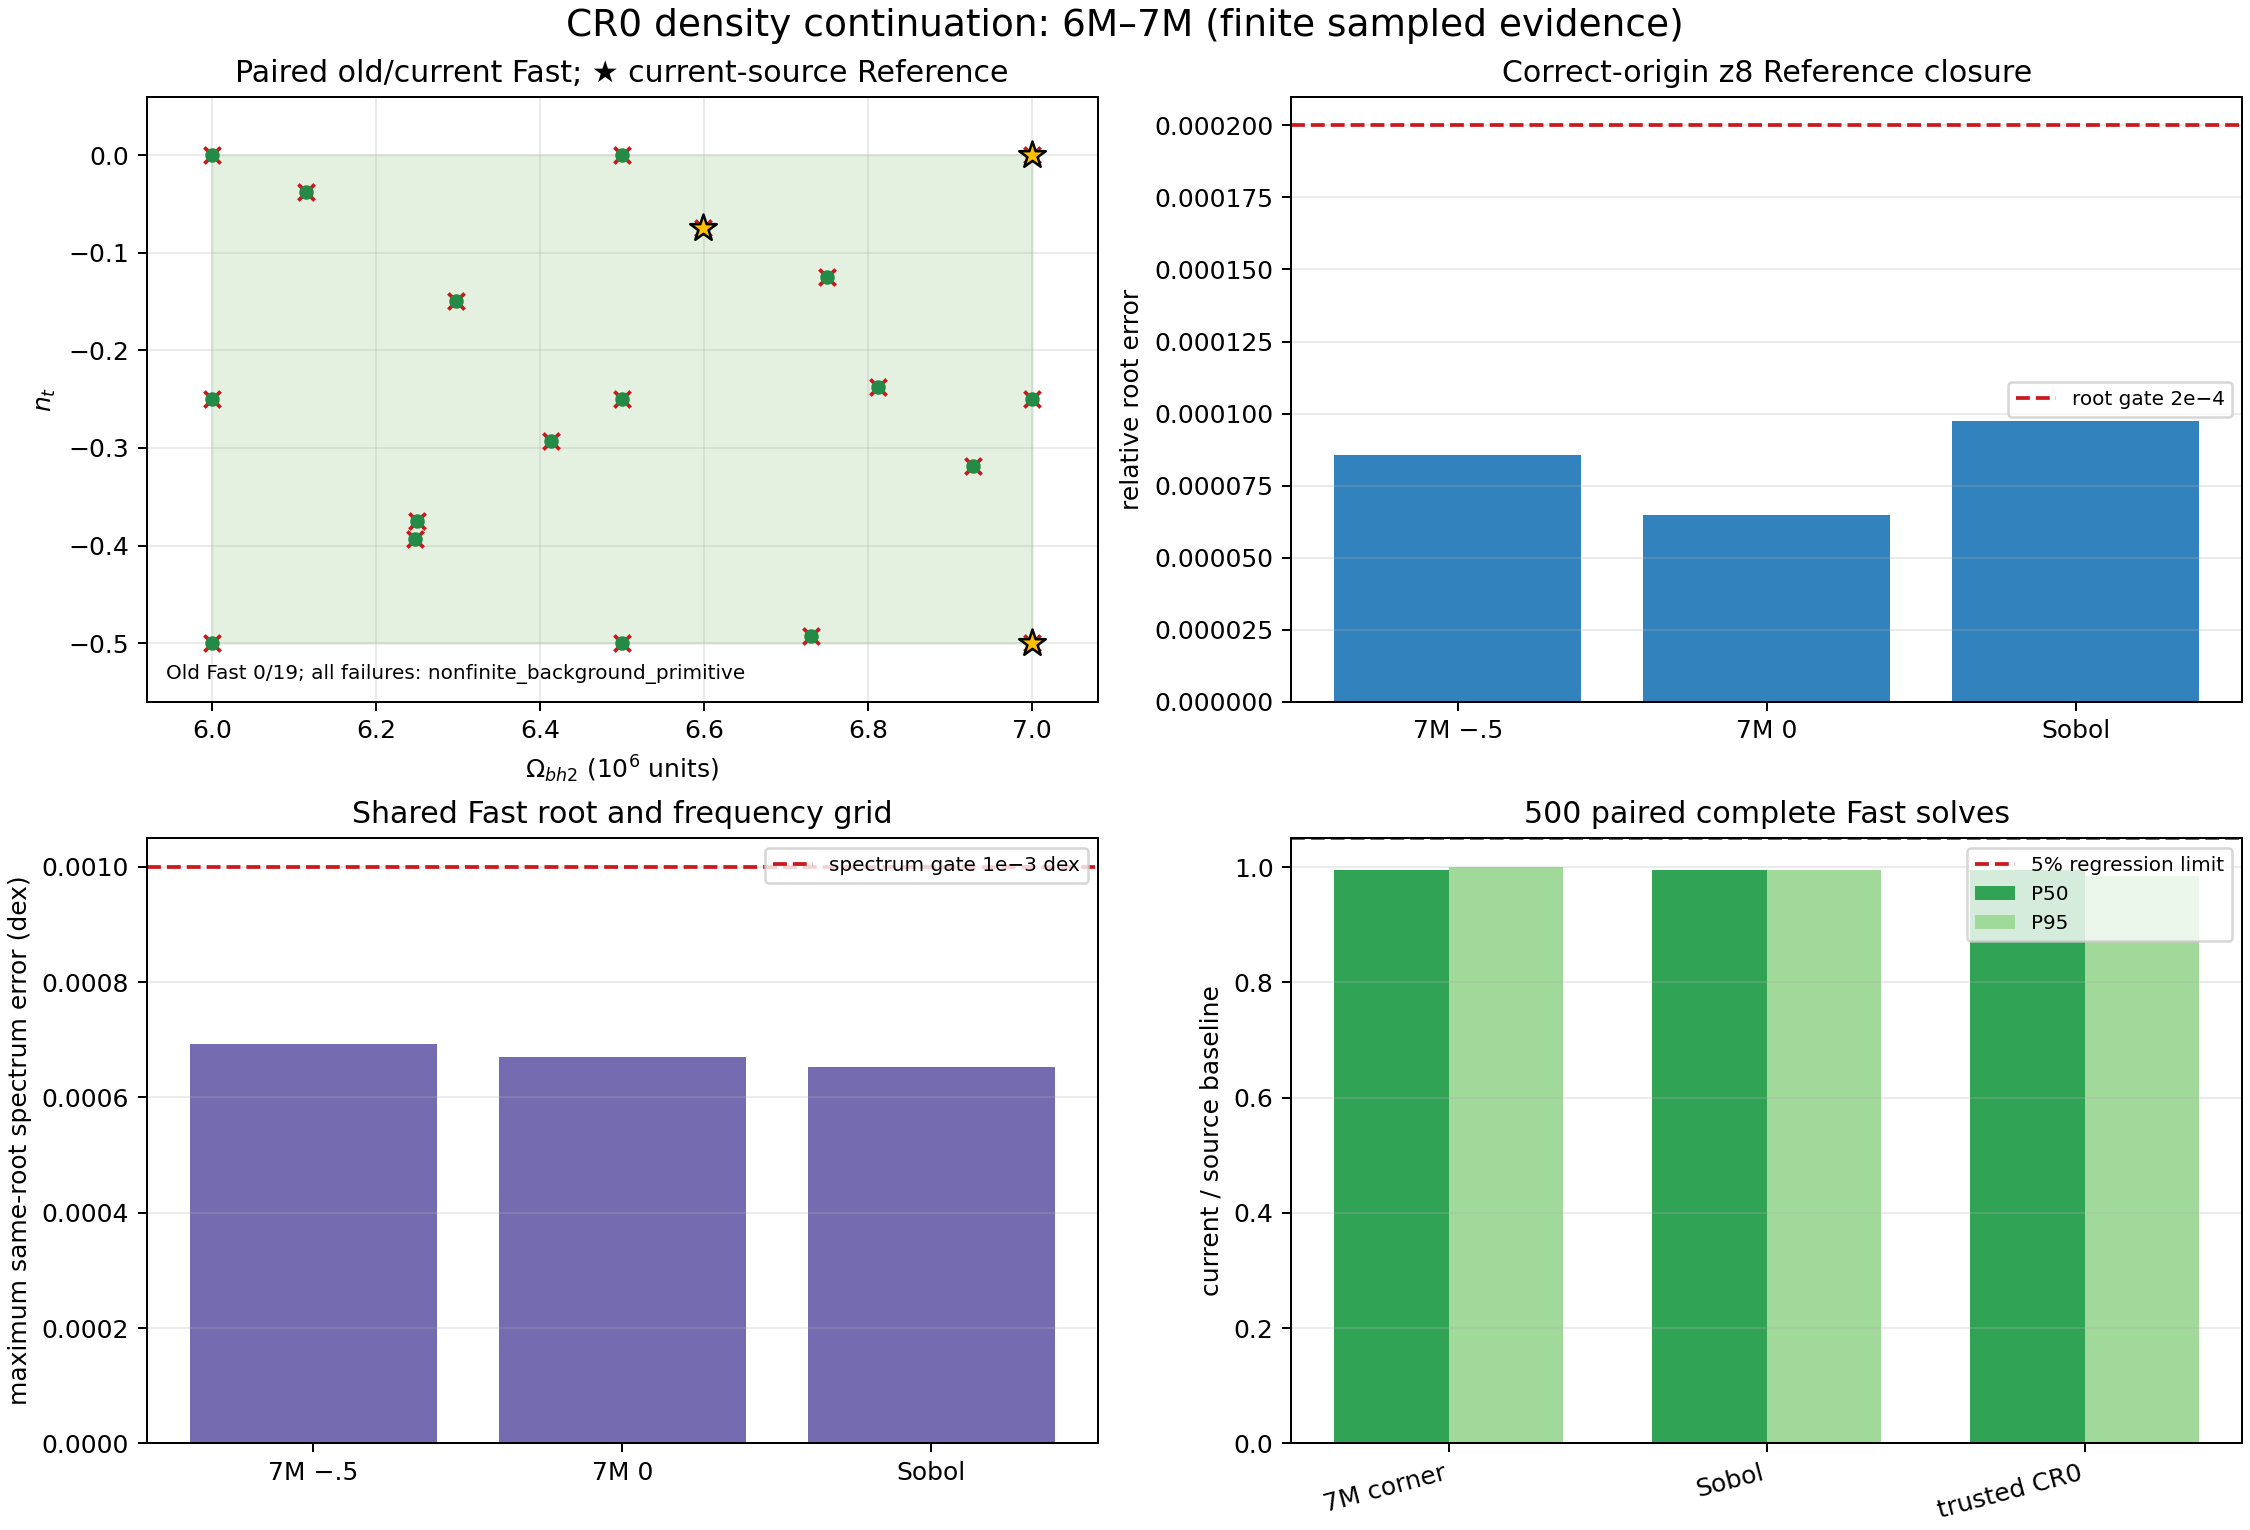 CR0 density continuation: 6M–7M (finite sampled evidence)
Paired old/current Fast; ★ current-source Reference
0.0
−0.1
−0.2
−0.3
−0.4
−0.5
n_t
Old Fast 0/19; all failures: nonfinite_background_primitive
6.0 6.2 6.4 6.6 6.8 7.0
Ω_bh2 (10^6 units)
Correct-origin z8 Reference closure
0.000200
0.000175
0.000150
0.000125
0.000100
0.000075
0.000050
0.000025
0.000000
relative root error
root gate 2e−4
7M −.5 7M 0 Sobol
Shared Fast root and frequency grid
0.0010
0.0008
0.0006
0.0004
0.0002
0.0000
maximum same-root spectrum error (dex)
spectrum gate 1e−3 dex
7M −.5 7M 0 Sobol
500 paired complete Fast solves
1.0
0.8
0.6
0.4
0.2
0.0
current / source baseline
5% regression limit
P50
P95
7M corner Sobol trusted CR0